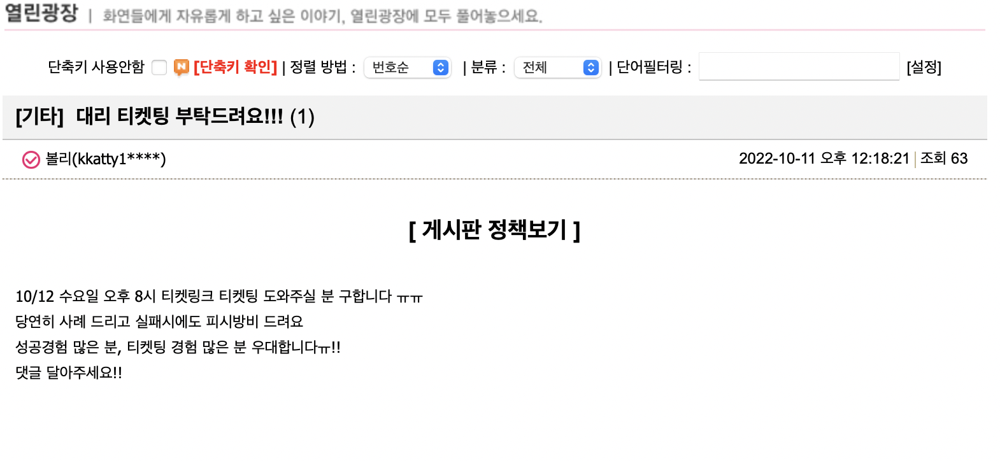 열린광장 | 화연들에게 자유롭게 하고 싶은 이야기, 열린광장에 모두 풀어놓으세요.
단축키 사용안함 N [단축키 확인] | 정렬 방법 : 번호순 | 분류 : 전체 | 단어필터링 : [설정]
[기타] 대리 티켓팅 부탁드려요!!! (1)
볼리(kkatty1****) 2022-10-11 오후 12:18:21 | 조회 63
[ 게시판 정책보기 ]
10/12 수요일 오후 8시 티켓링크 티켓팅 도와주실 분 구합니다 ㅠㅠ
당연히 사례 드리고 실패시에도 피시방비 드려요
성공경험 많은 분, 티켓팅 경험 많은 분 우대합니다ㅠ!!
댓글 달아주세요!!